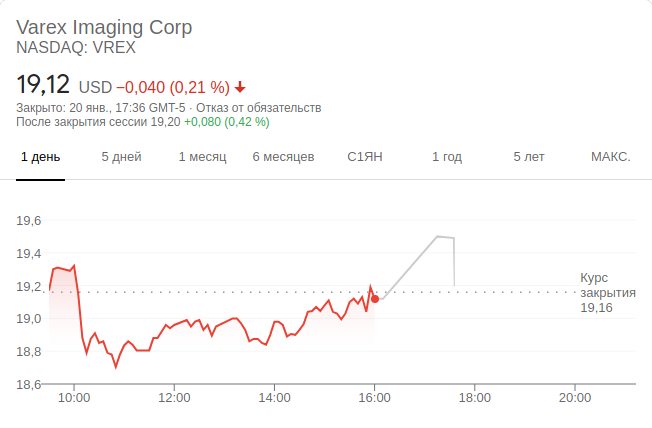 Varex Imaging Corp
NASDAQ: VREX
19,12 USD −0,040 (0,21 %)
Закрыто: 20 янв., 17:36 GMT-5 · Отказ от обязательств
После закрытия сессии 19,20 +0,080 (0,42 %)
1 день 5 дней 1 месяц 6 месяцев С1ЯН 1 год 5 лет МАКС.
19,6
19,4
19,2
19,0
18,8
18,6
Курс
закрытия
19,16
10:00 12:00 14:00 16:00 18:00 20:00